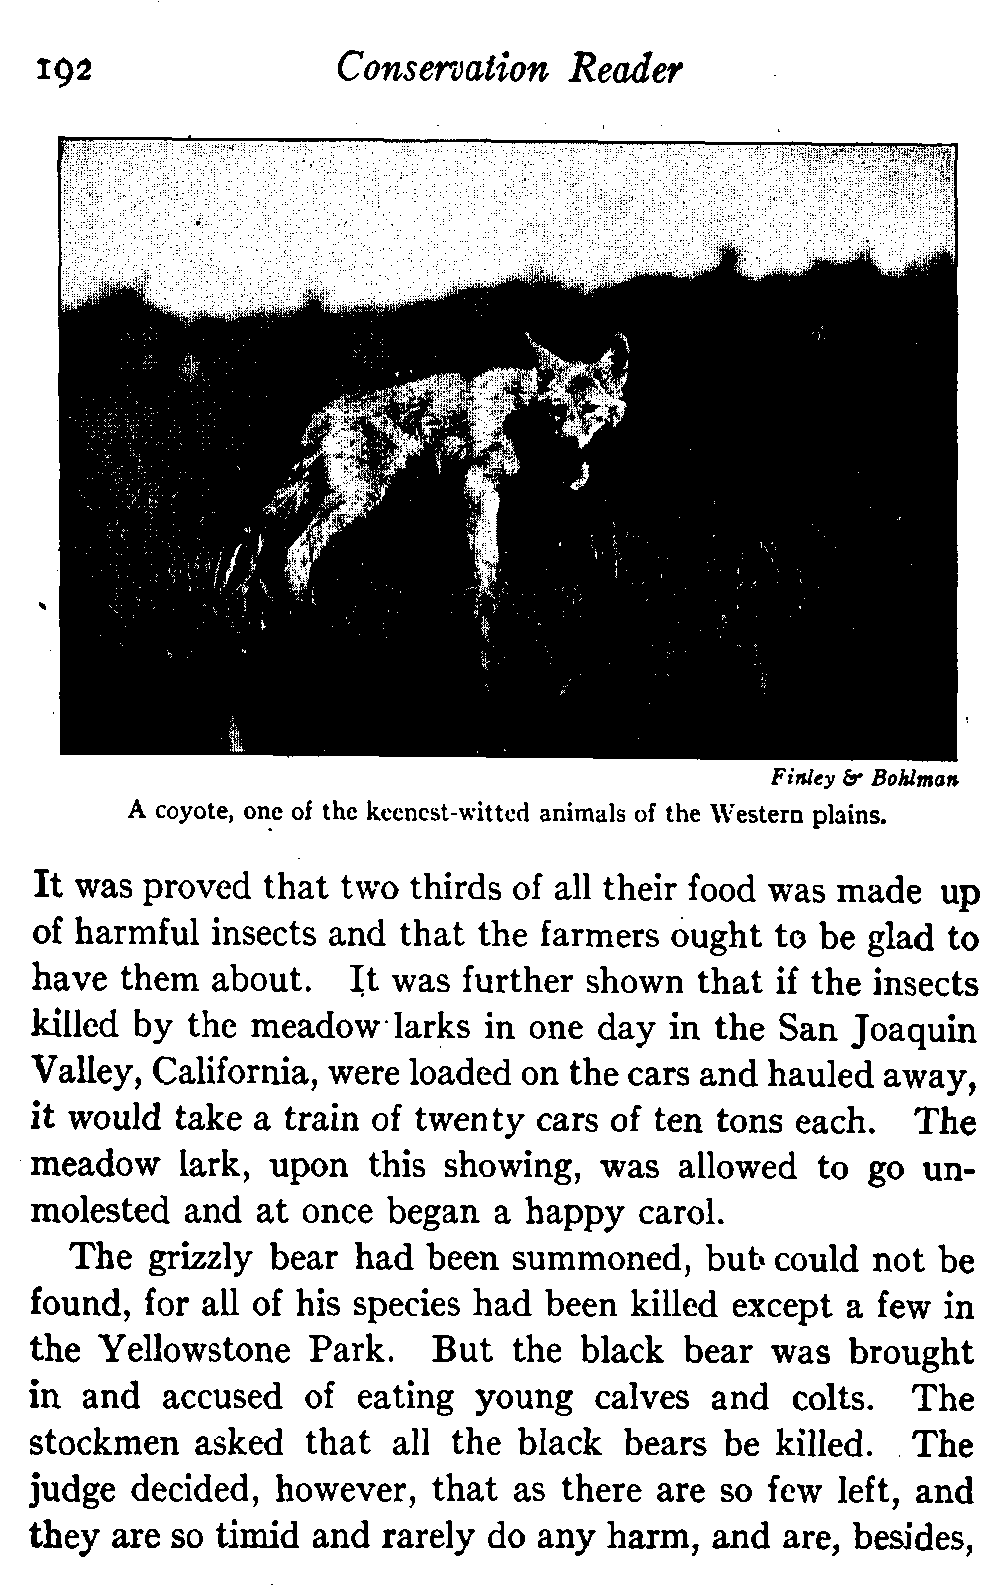 192 Conservation Reader
Finley & Bohlman
A coyote, one of the keenest-witted animals of the Western plains.
It was proved that two thirds of all their food was made up
of harmful insects and that the farmers ought to be glad to
have them about. It was further shown that if the insects
killed by the meadow larks in one day in the San Joaquin
Valley, California, were loaded on the cars and hauled away,
it would take a train of twenty cars of ten tons each. The
meadow lark, upon this showing, was allowed to go un-
molested and at once began a happy carol.
The grizzly bear had been summoned, but could not be
found, for all of his species had been killed except a few in
the Yellowstone Park. But the black bear was brought
in and accused of eating young calves and colts. The
stockmen asked that all the black bears be killed. The
judge decided, however, that as there are so few left, and
they are so timid and rarely do any harm, and are, besides,